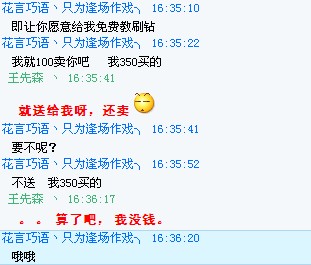 花言巧语丶只为逢场作戏╮ 16:35:10
即让你愿意给我免费教刷钻
花言巧语丶只为逢场作戏╮ 16:35:22
我就100卖你吧 我350买的
王先森丶 16:35:41
就送给我呀，还卖
花言巧语丶只为逢场作戏╮ 16:35:41
要不呢？
花言巧语丶只为逢场作戏╮ 16:35:52
不送 我350买的
王先森丶 16:36:17
。 。 算了吧，我没钱。
花言巧语丶只为逢场作戏╮ 16:36:20
哦哦